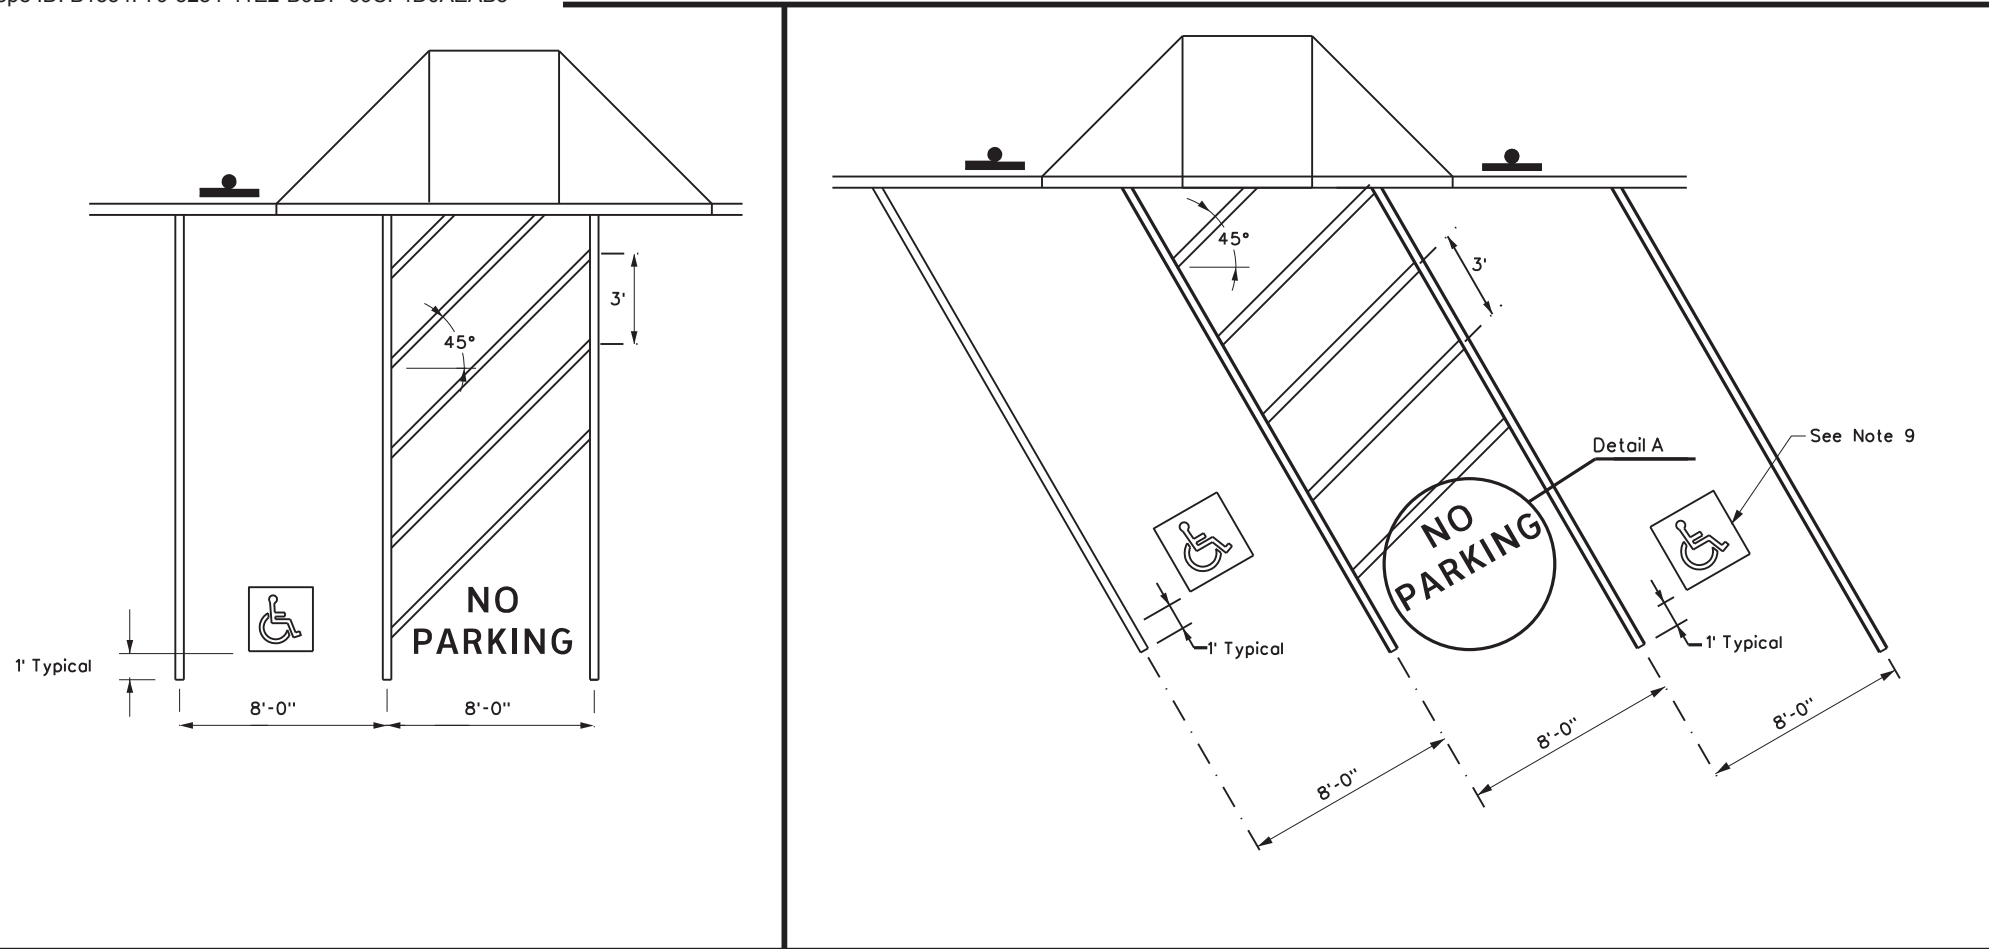 45°
3'
1' Typical
NO
PARKING
8'-0"
8'-0"
45°
3'
Detail A
See Note 9
NO
PARKING
1' Typical
1' Typical
8'-0"
8'-0"
8'-0"